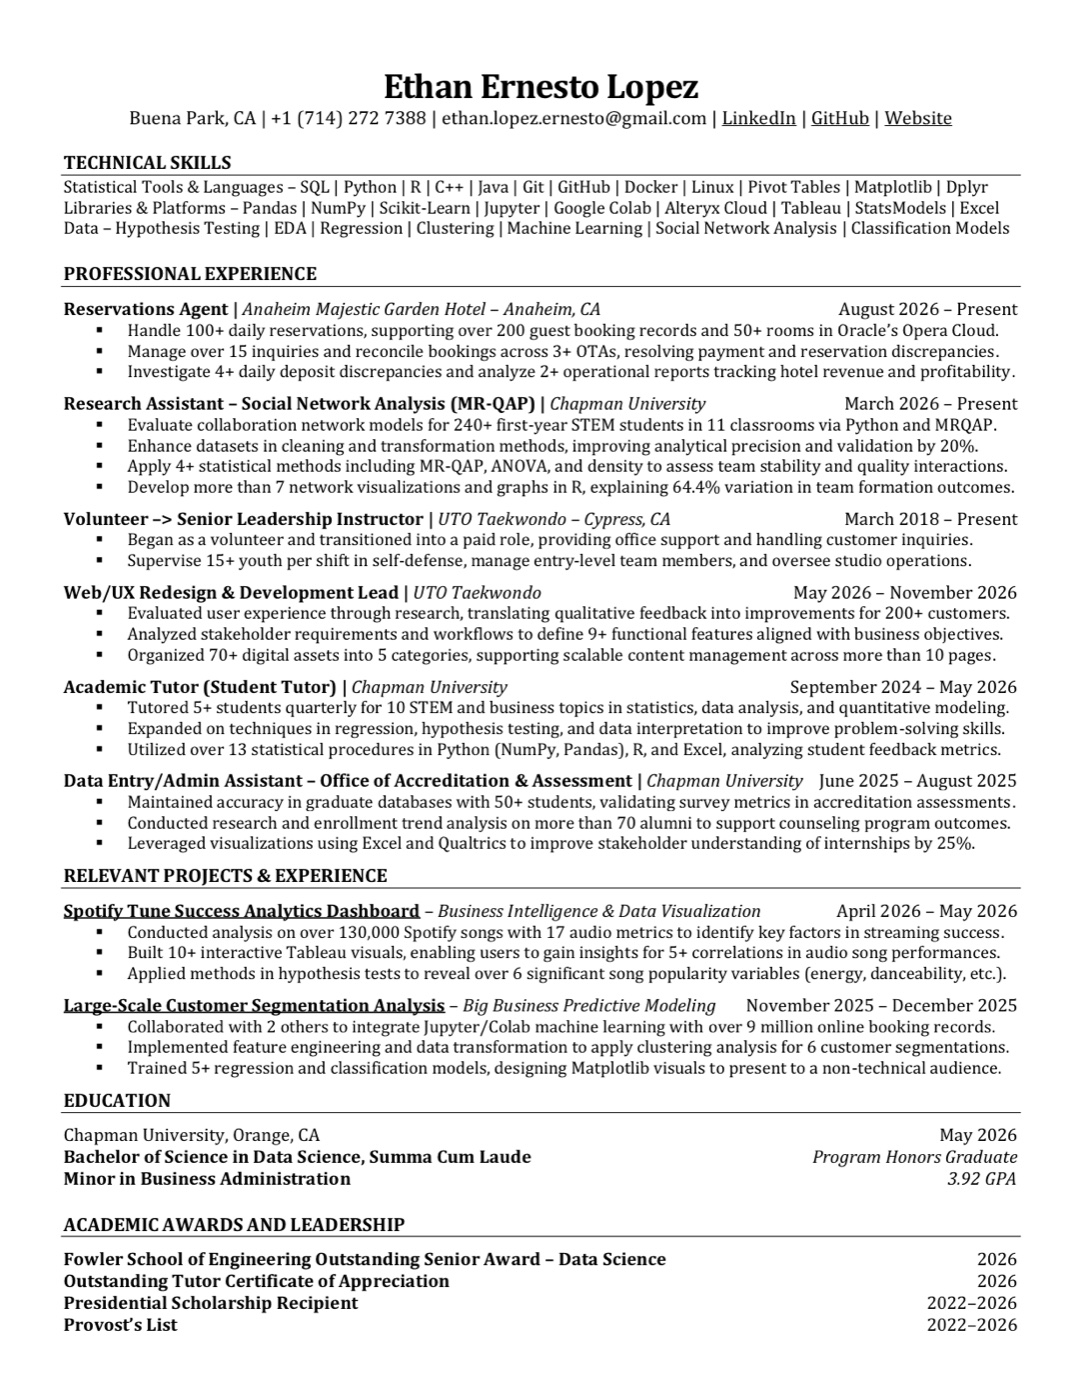 Ethan Ernesto Lopez
Buena Park, CA | +1 (714) 272 7388 | ethan.lopez.ernesto@gmail.com | LinkedIn | GitHub | Website
TECHNICAL SKILLS
Statistical Tools & Languages – SQL | Python | R | C++ | Java | Git | GitHub | Docker | Linux | Pivot Tables | Matplotlib | Dplyr
Libraries & Platforms – Pandas | NumPy | Scikit-Learn | Jupyter | Google Colab | Alteryx Cloud | Tableau | StatsModels | Excel
Data – Hypothesis Testing | EDA | Regression | Clustering | Machine Learning | Social Network Analysis | Classification Models
PROFESSIONAL EXPERIENCE
Reservations Agent | Anaheim Majestic Garden Hotel – Anaheim, CA August 2026 – Present
▪ Handle 100+ daily reservations, supporting over 200 guest booking records and 50+ rooms in Oracle's Opera Cloud.
▪ Manage over 15 inquiries and reconcile bookings across 3+ OTAs, resolving payment and reservation discrepancies.
▪ Investigate 4+ daily deposit discrepancies and analyze 2+ operational reports tracking hotel revenue and profitability.
Research Assistant – Social Network Analysis (MR-QAP) | Chapman University March 2026 – Present
▪ Evaluate collaboration network models for 240+ first-year STEM students in 11 classrooms via Python and MRQAP.
▪ Enhance datasets in cleaning and transformation methods, improving analytical precision and validation by 20%.
▪ Apply 4+ statistical methods including MR-QAP, ANOVA, and density to assess team stability and quality interactions.
▪ Develop more than 7 network visualizations and graphs in R, explaining 64.4% variation in team formation outcomes.
Volunteer –> Senior Leadership Instructor | UTO Taekwondo – Cypress, CA March 2018 – Present
▪ Began as a volunteer and transitioned into a paid role, providing office support and handling customer inquiries.
▪ Supervise 15+ youth per shift in self-defense, manage entry-level team members, and oversee studio operations.
Web/UX Redesign & Development Lead | UTO Taekwondo May 2026 – November 2026
▪ Evaluated user experience through research, translating qualitative feedback into improvements for 200+ customers.
▪ Analyzed stakeholder requirements and workflows to define 9+ functional features aligned with business objectives.
▪ Organized 70+ digital assets into 5 categories, supporting scalable content management across more than 10 pages.
Academic Tutor (Student Tutor) | Chapman University September 2024 – May 2026
▪ Tutored 5+ students quarterly for 10 STEM and business topics in statistics, data analysis, and quantitative modeling.
▪ Expanded on techniques in regression, hypothesis testing, and data interpretation to improve problem-solving skills.
▪ Utilized over 13 statistical procedures in Python (NumPy, Pandas), R, and Excel, analyzing student feedback metrics.
Data Entry/Admin Assistant – Office of Accreditation & Assessment | Chapman University June 2025 – August 2025
▪ Maintained accuracy in graduate databases with 50+ students, validating survey metrics in accreditation assessments.
▪ Conducted research and enrollment trend analysis on more than 70 alumni to support counseling program outcomes.
▪ Leveraged visualizations using Excel and Qualtrics to improve stakeholder understanding of internships by 25%.
RELEVANT PROJECTS & EXPERIENCE
Spotify Tune Success Analytics Dashboard – Business Intelligence & Data Visualization April 2026 – May 2026
▪ Conducted analysis on over 130,000 Spotify songs with 17 audio metrics to identify key factors in streaming success.
▪ Built 10+ interactive Tableau visuals, enabling users to gain insights for 5+ correlations in audio song performances.
▪ Applied methods in hypothesis tests to reveal over 6 significant song popularity variables (energy, danceability, etc.).
Large-Scale Customer Segmentation Analysis – Big Business Predictive Modeling November 2025 – December 2025
▪ Collaborated with 2 others to integrate Jupyter/Colab machine learning with over 9 million online booking records.
▪ Implemented feature engineering and data transformation to apply clustering analysis for 6 customer segmentations.
▪ Trained 5+ regression and classification models, designing Matplotlib visuals to present to a non-technical audience.
EDUCATION
Chapman University, Orange, CA May 2026
Bachelor of Science in Data Science, Summa Cum Laude Program Honors Graduate
Minor in Business Administration 3.92 GPA
ACADEMIC AWARDS AND LEADERSHIP
Fowler School of Engineering Outstanding Senior Award – Data Science 2026
Outstanding Tutor Certificate of Appreciation 2026
Presidential Scholarship Recipient 2022–2026
Provost's List 2022–2026